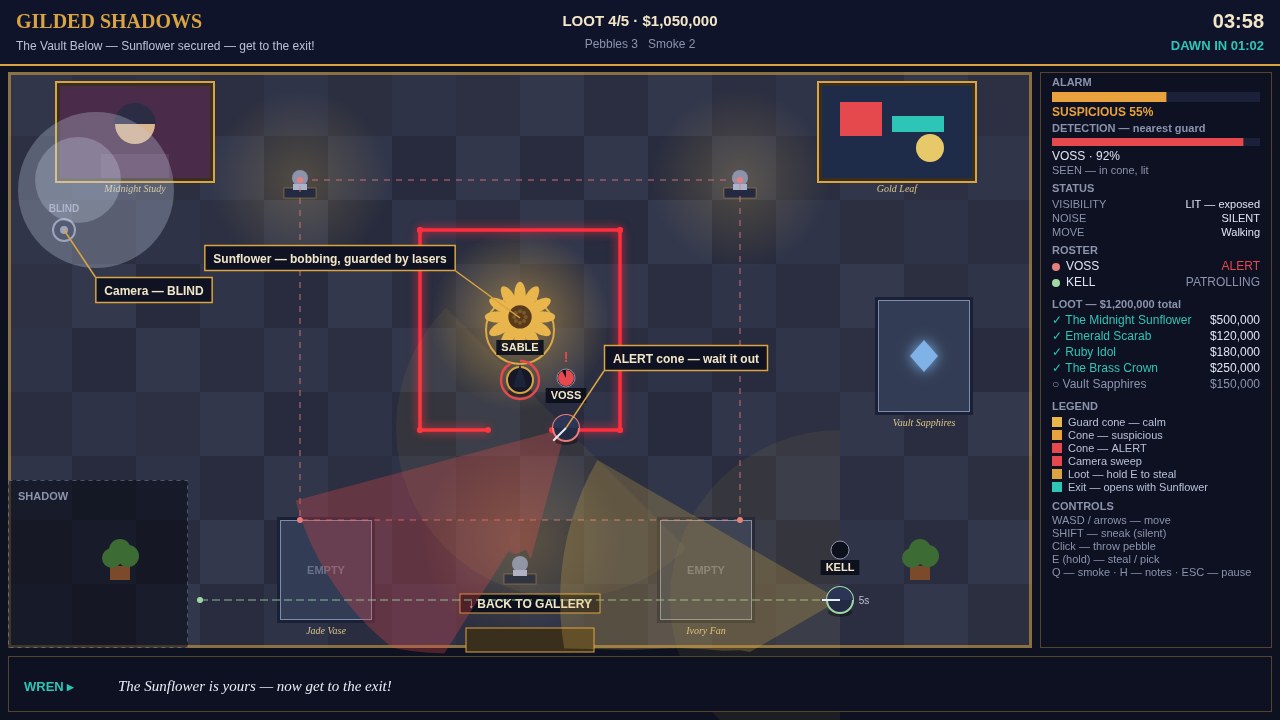 GILDED SHADOWS
The Vault Below — Sunflower secured — get to the exit!
LOOT 4/5 · $1,050,000
Pebbles 3 Smoke 2
03:58
DAWN IN 01:02
Midnight Study
BLIND
Camera — BLIND
Sunflower — bobbing, guarded by lasers
SABLE
!
VOSS
ALERT cone — wait it out
Gold Leaf
Vault Sapphires
SHADOW
EMPTY
Jade Vase
↓ BACK TO GALLERY
EMPTY
Ivory Fan
KELL
5s
ALARM
SUSPICIOUS 55%
DETECTION — nearest guard
VOSS · 92%
SEEN — in cone, lit
STATUS
VISIBILITY LIT — exposed
NOISE SILENT
MOVE Walking
ROSTER
VOSS ALERT
KELL PATROLLING
LOOT — $1,200,000 total
✓ The Midnight Sunflower $500,000
✓ Emerald Scarab $120,000
✓ Ruby Idol $180,000
✓ The Brass Crown $250,000
○ Vault Sapphires $150,000
LEGEND
Guard cone — calm
Cone — suspicious
Cone — ALERT
Camera sweep
Loot — hold E to steal
Exit — opens with Sunflower
CONTROLS
WASD / arrows — move
SHIFT — sneak (silent)
Click — throw pebble
E (hold) — steal / pick
Q — smoke · H — notes · ESC — pause
WREN ▸
The Sunflower is yours — now get to the exit!